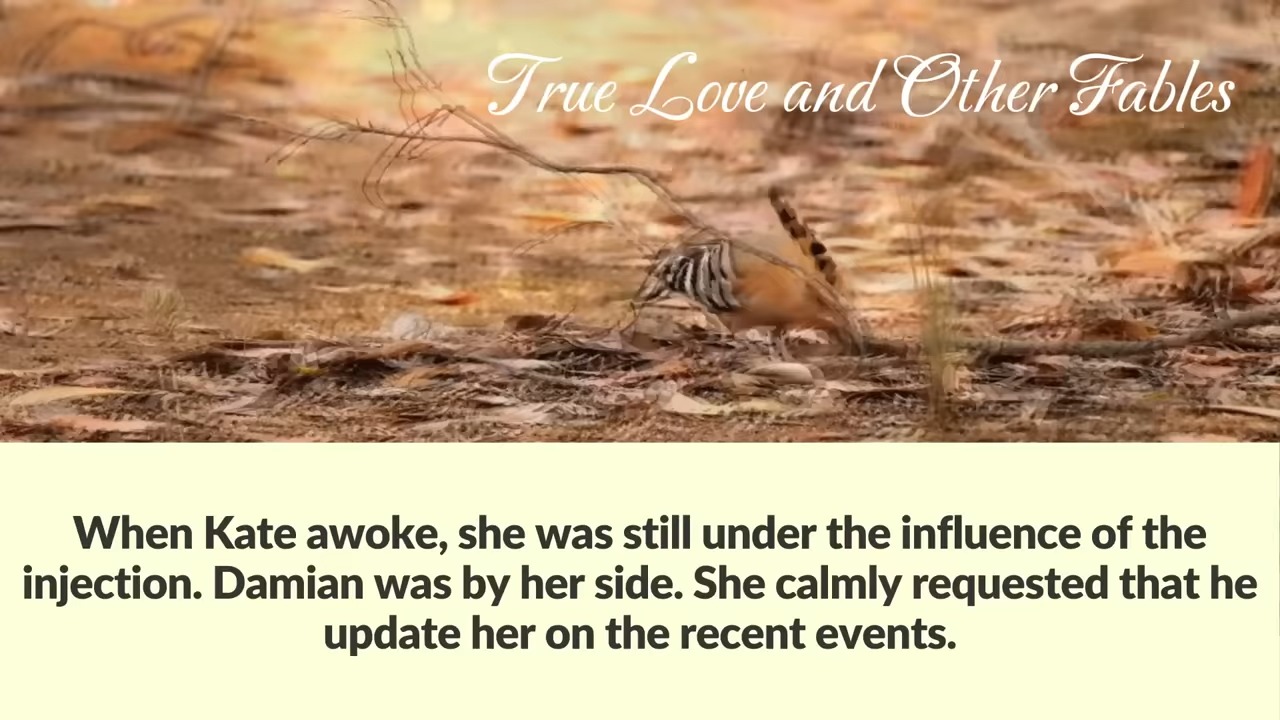 True Love and Other Fables
When Kate awoke, she was still under the influence of the
injection. Damian was by her side. She calmly requested that he
update her on the recent events.